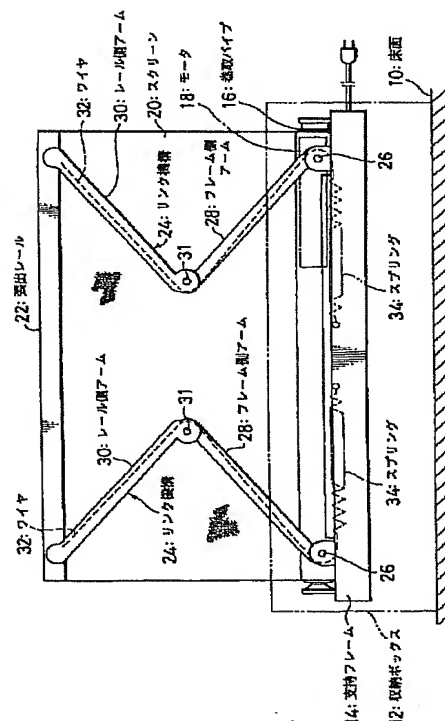 32: ワイヤ
30: レール側アーム
20: スクリーン
18: モータ
16: 巻取パイプ
10: 床面
22: 繰出レール
24: リンク機構
28: フレーム側
アーム
31
26
34: スプリング
31
30: レール側アーム
28: フレーム側アーム
34: スプリング
32: ワイヤ
24: リンク機構
26
14: 支持フレーム
12: 収納ボックス